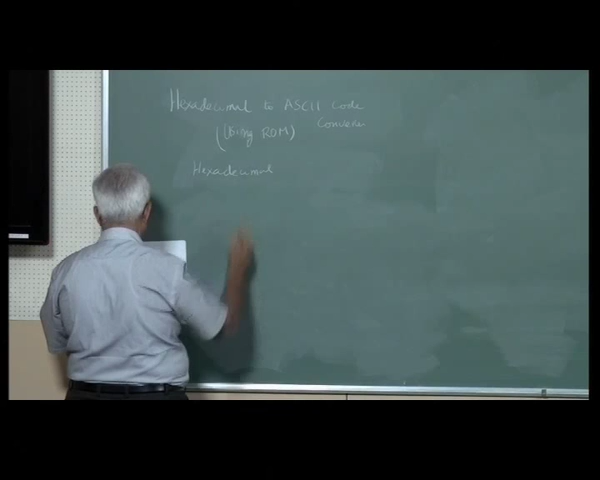 Hexadecimal to ASCII Code
Converter
(Using ROM)
Hexadecimal